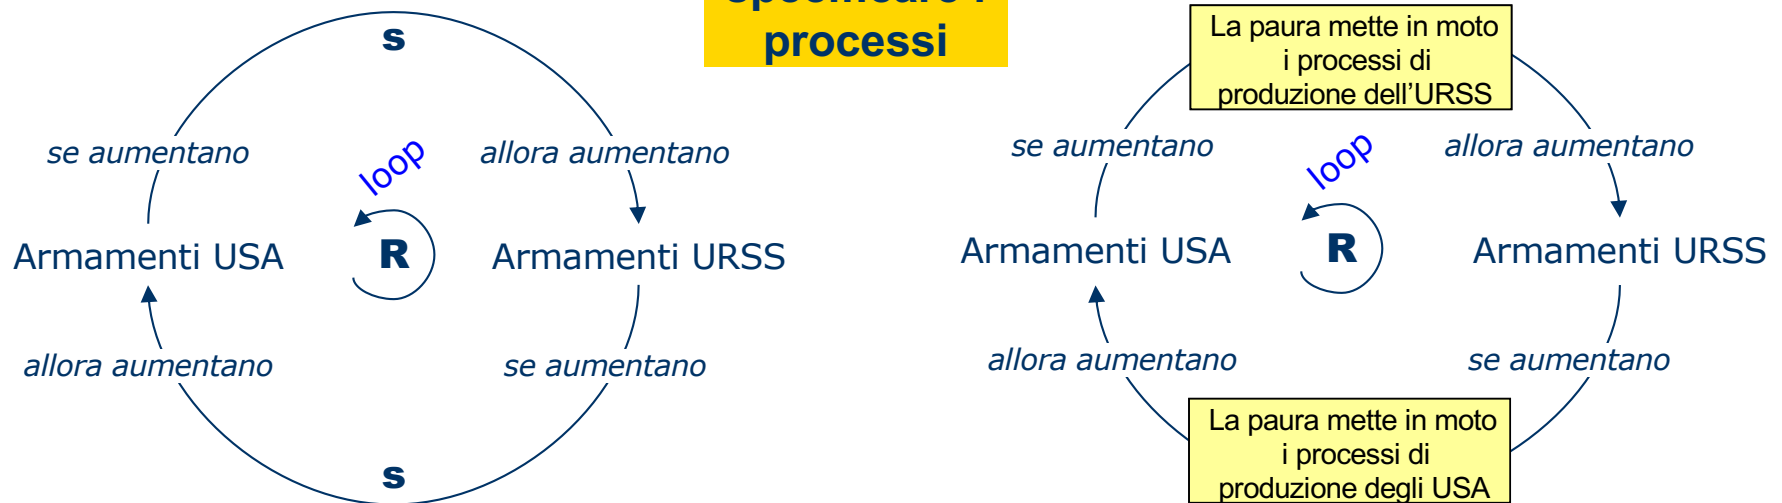 processi
s
se aumentano
allora aumentano
loop
Armamenti USA
R
Armamenti URSS
allora aumentano
se aumentano
s
La paura mette in moto
i processi di
produzione dell’URSS
se aumentano
allora aumentano
loop
Armamenti USA
R
Armamenti URSS
allora aumentano
se aumentano
La paura mette in moto
i processi di
produzione degli USA